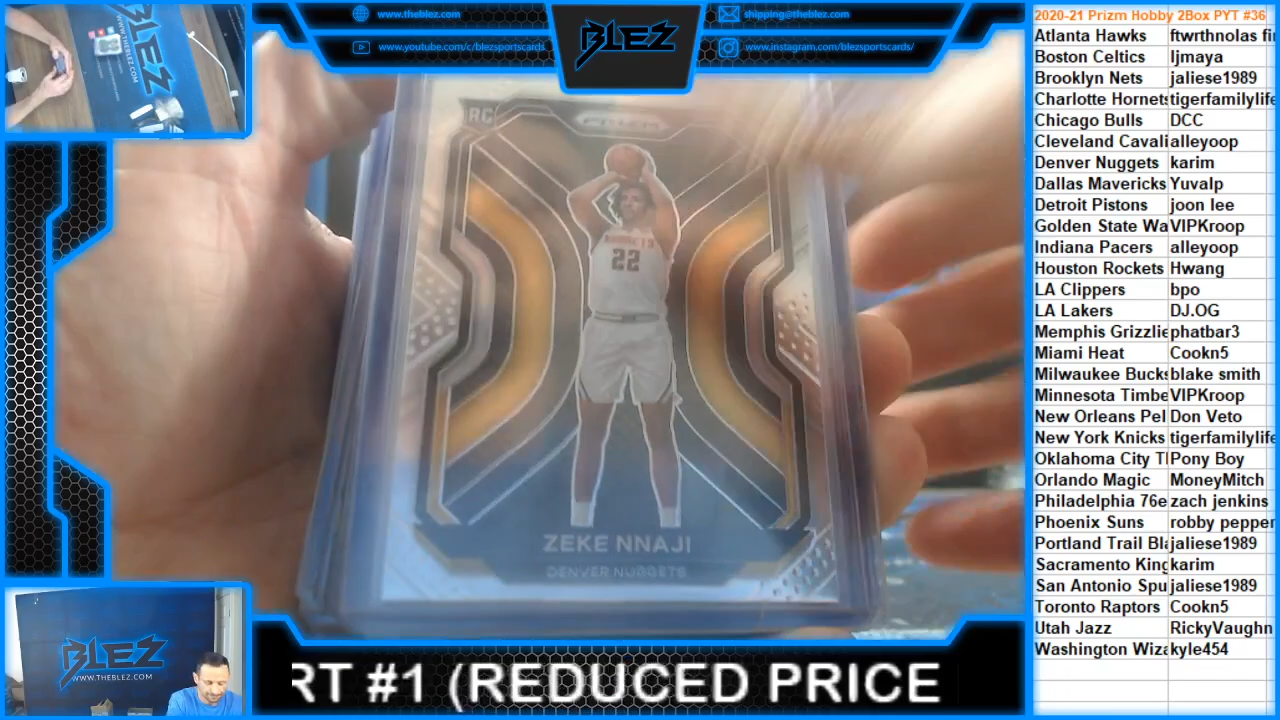 www.theblez.com
shipping@theblez.com
www.youtube.com/c/blezsportscards
www.instagram.com/blezsportscards/
BLEZ
RC
PRIZM
NUGGETS
22
ZEKE NNAJI
DENVER NUGGETS
BLEZ
WWW.THEBLEZ.COM
RT #1 (REDUCED PRICE
2020-21 Prizm Hobby 2Box PYT #36
Atlanta Hawks ftwrthnolas fi
Boston Celtics ljmaya
Brooklyn Nets jaliese1989
Charlotte Hornets tigerfamilylife
Chicago Bulls DCC
Cleveland Cavali alleyoop
Denver Nuggets karim
Dallas Mavericks Yuvalp
Detroit Pistons joon lee
Golden State Wa VIPKroop
Indiana Pacers alleyoop
Houston Rockets Hwang
LA Clippers bpo
LA Lakers DJ.OG
Memphis Grizzlie phatbar3
Miami Heat Cookn5
Milwaukee Bucks blake smith
Minnesota Timbe VIPKroop
New Orleans Pel Don Veto
New York Knicks tigerfamilylife
Oklahoma City T Pony Boy
Orlando Magic MoneyMitch
Philadelphia 76e zach jenkins
Phoenix Suns robby pepper
Portland Trail Bla jaliese1989
Sacramento King karim
San Antonio Spu jaliese1989
Toronto Raptors Cookn5
Utah Jazz RickyVaughn
Washington Wiza kyle454